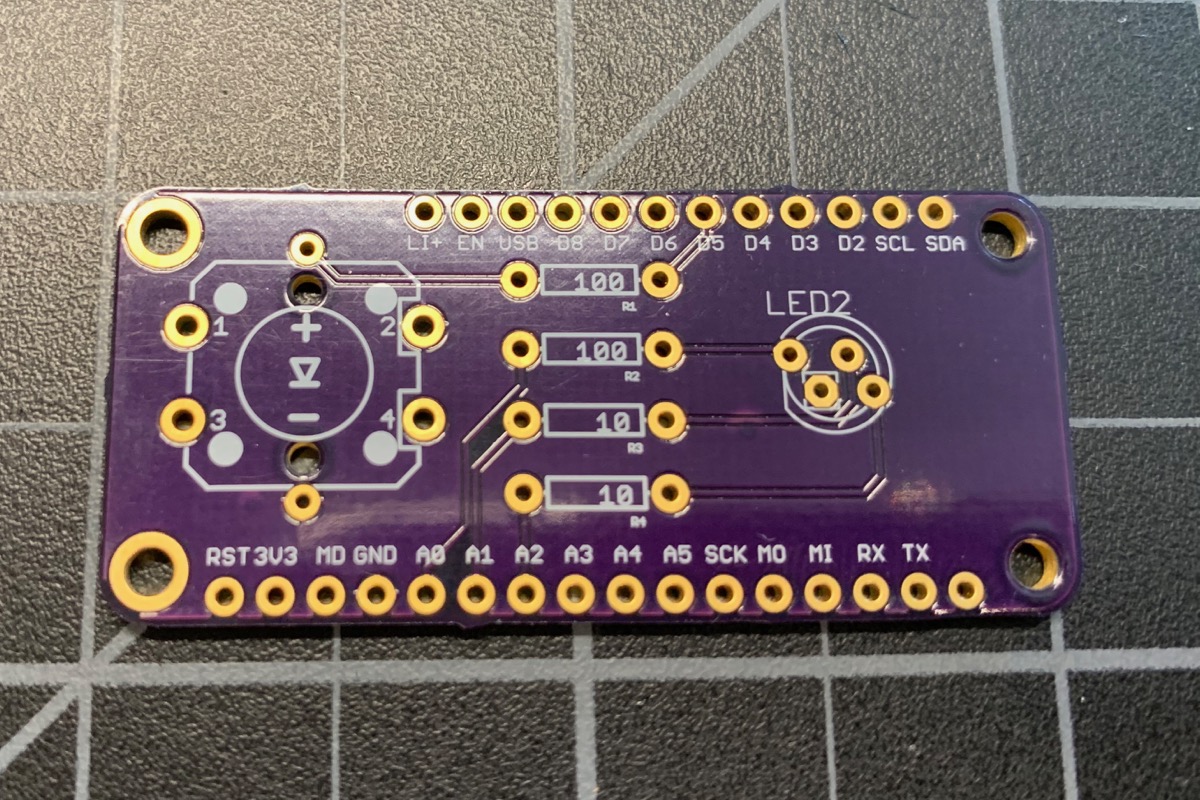 LI+ EN USB D8 D7 D6 D5 D4 D3 D2 SCL SDA
100
R1
LED2
1 + 2
100
R2
3 − 4
10
R3
10
R4
RST 3V3 MD GND A0 A1 A2 A3 A4 A5 SCK MO MI RX TX